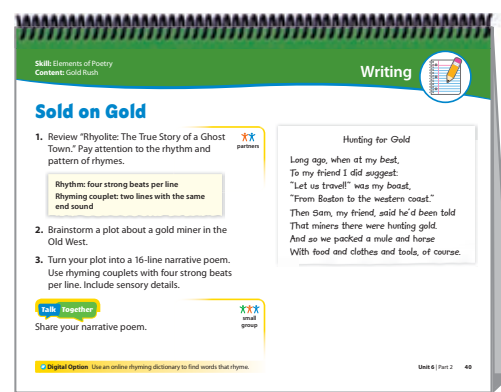 Skill: Elements of Poetry
Content: Gold Rush
Writing
Sold on Gold
1. Review “Rhyolite: The True Story of a Ghost
Town.” Pay attention to the rhythm and
pattern of rhymes.
partners
Rhythm: four strong beats per line
Rhyming couplet: two lines with the same
end sound
2. Brainstorm a plot about a gold miner in the
Old West.
3. Turn your plot into a 16-line narrative poem.
Use rhyming couplets with four strong beats
per line. Include sensory details.
Talk Together
Share your narrative poem.
small
group
Hunting for Gold
Long ago, when at my best,
To my friend I did suggest:
“Let us travel!” was my boast,
“From Boston to the western coast.”
Then Sam, my friend, said he’d been told
That miners there were hunting gold.
And so we packed a mule and horse
With food and clothes and tools, of course.
Digital Option Use an online rhyming dictionary to find words that rhyme.
Unit 6 | Part 2 40